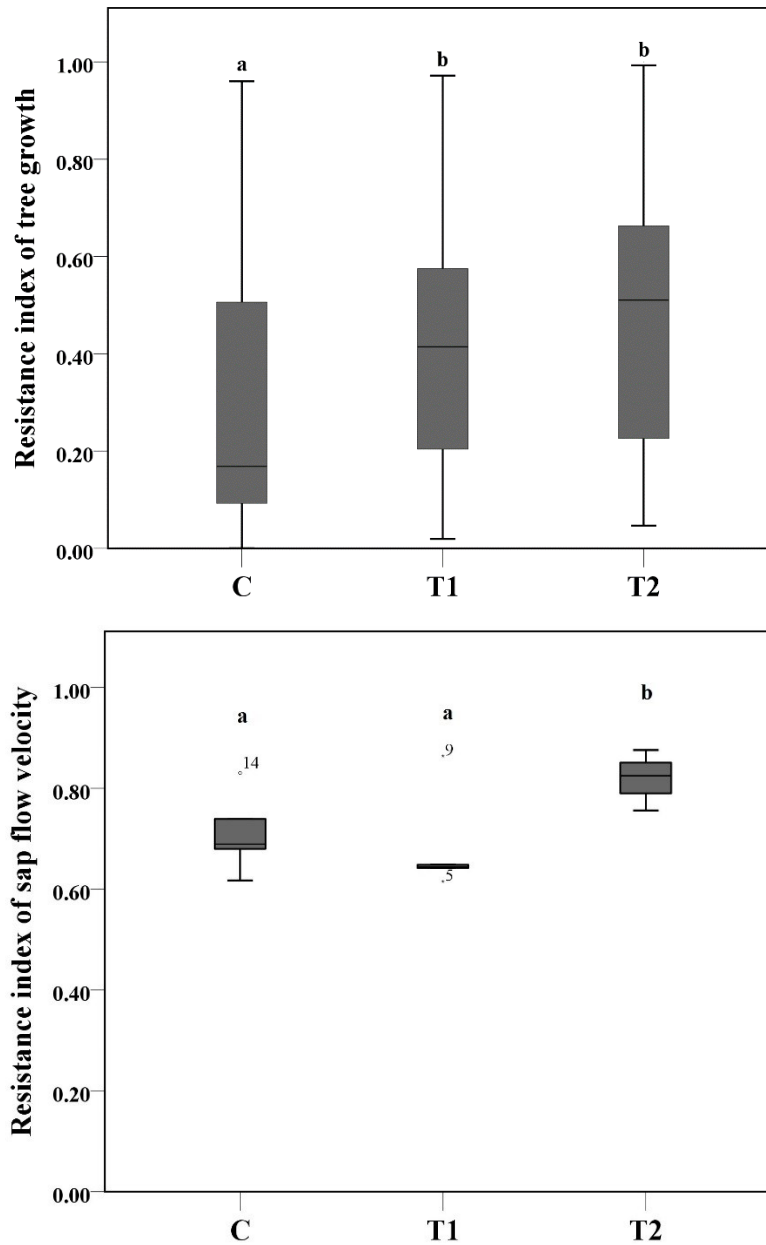 Resistance index of tree growth
1.00
0.80
0.60
0.40
0.20
0.00
a
b
b
C
T1
T2
Resistance index of sap flow velocity
1.00
0.80
0.60
0.40
0.20
0.00
a
a
b
14
9
5
C
T1
T2